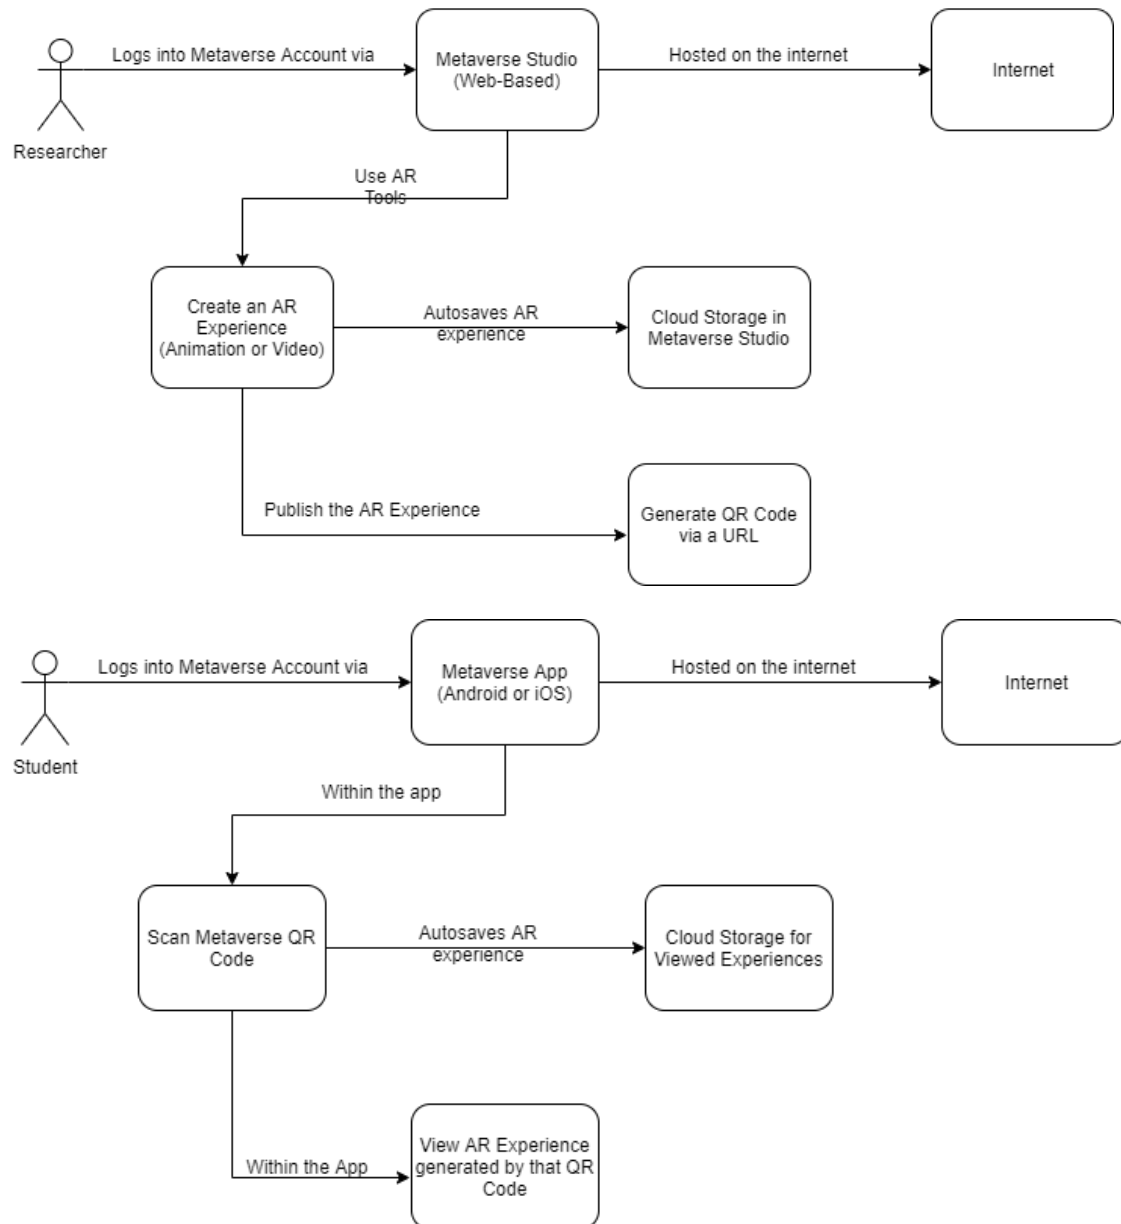 Logs into Metaverse Account via
Metaverse Studio
(Web-Based)
Hosted on the internet
Internet
Researcher
Use AR
Tools
Create an AR
Experience
(Animation or Video)
Autosaves AR
experience
Cloud Storage in
Metaverse Studio
Publish the AR Experience
Generate QR Code
via a URL
Logs into Metaverse Account via
Metaverse App
(Android or iOS)
Hosted on the internet
Internet
Student
Within the app
Scan Metaverse QR
Code
Autosaves AR
experience
Cloud Storage for
Viewed Experiences
Within the App
View AR Experience
generated by that QR
Code